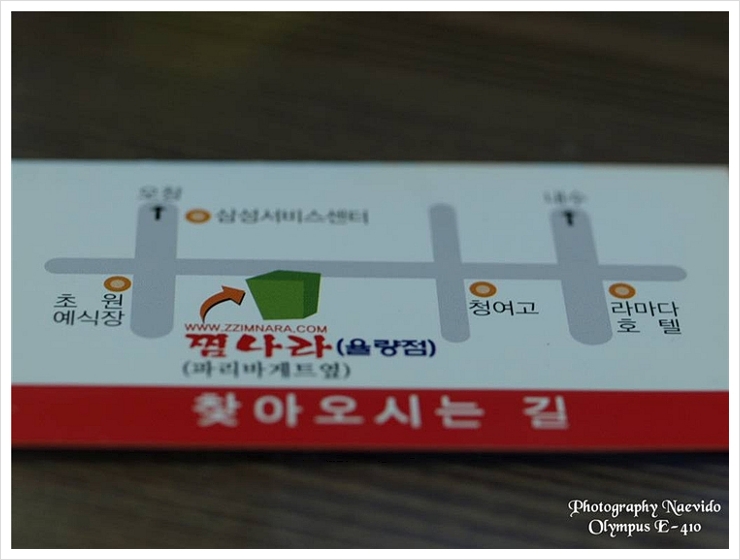 오창
내수
삼성서비스센터
초 원
예식장
청여고
라마다
호 텔
WWW.ZZIMNARA.COM
찜나라(율량점)
(파리바게트옆)
찾아오시는 길
Photography Naevido
Olympus E-410